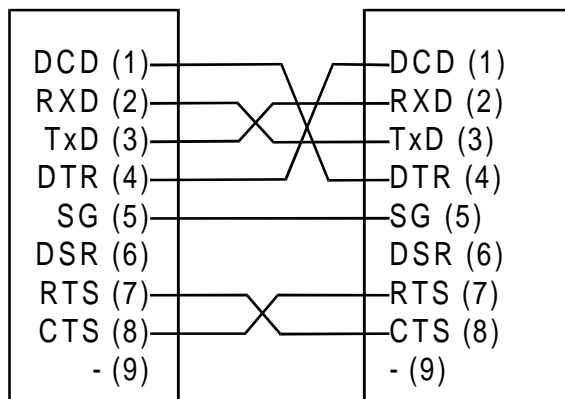 DCD (1) DCD (1)
RXD (2) RXD (2)
TxD (3) TxD (3)
DTR (4) DTR (4)
SG (5) SG (5)
DSR (6) DSR (6)
RTS (7) RTS (7)
CTS (8) CTS (8)
- (9) - (9)